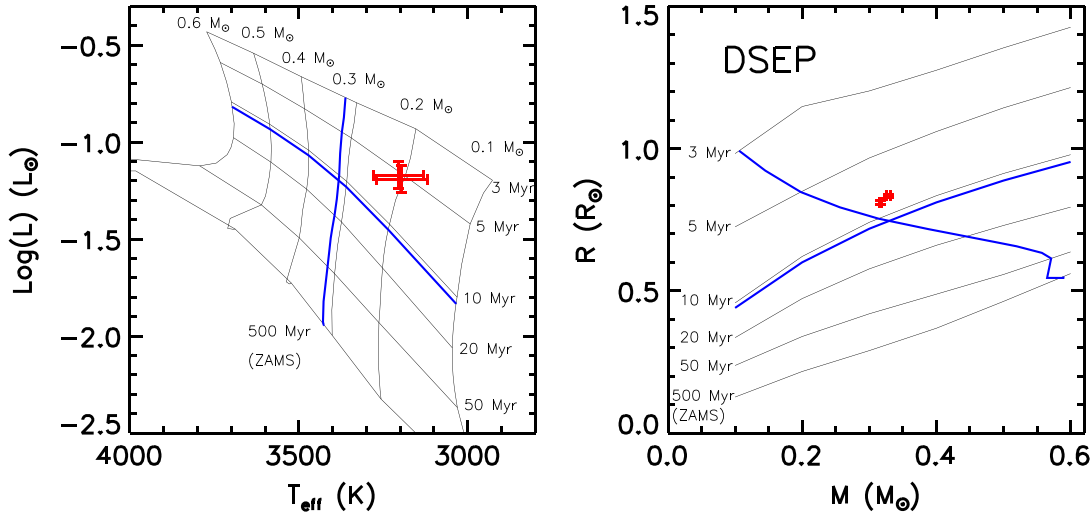 −0.5
−1.0
−1.5
−2.0
−2.5
4000
3500
3000
Log(L) (L⊙)
T_eff (K)
0.6 M⊙
0.5 M⊙
0.4 M⊙
0.3 M⊙
0.2 M⊙
0.1 M⊙
3 Myr
5 Myr
10 Myr
20 Myr
50 Myr
500 Myr
(ZAMS)
1.5
1.0
0.5
0.0
0.0
0.2
0.4
0.6
R (R⊙)
M (M⊙)
DSEP
3 Myr
5 Myr
10 Myr
20 Myr
50 Myr
500 Myr
(ZAMS)